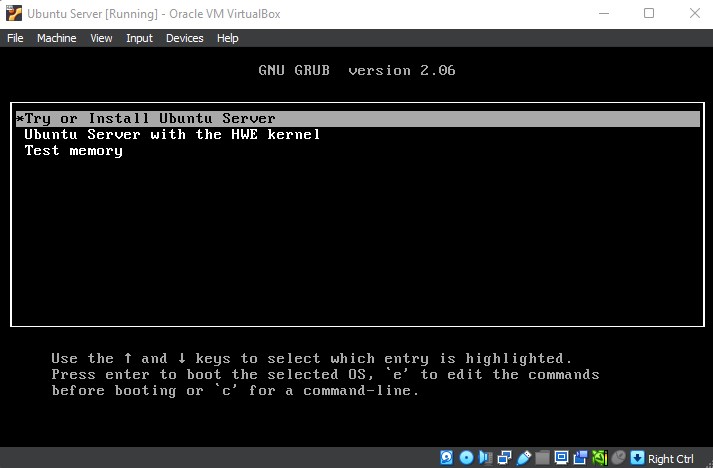 Ubuntu Server [Running] - Oracle VM VirtualBox
File Machine View Input Devices Help
GNU GRUB version 2.06
*Try or Install Ubuntu Server
Ubuntu Server with the HWE kernel
Test memory
Use the ↑ and ↓ keys to select which entry is highlighted.
Press enter to boot the selected OS, `e' to edit the commands
before booting or `c' for a command-line.
Right Ctrl